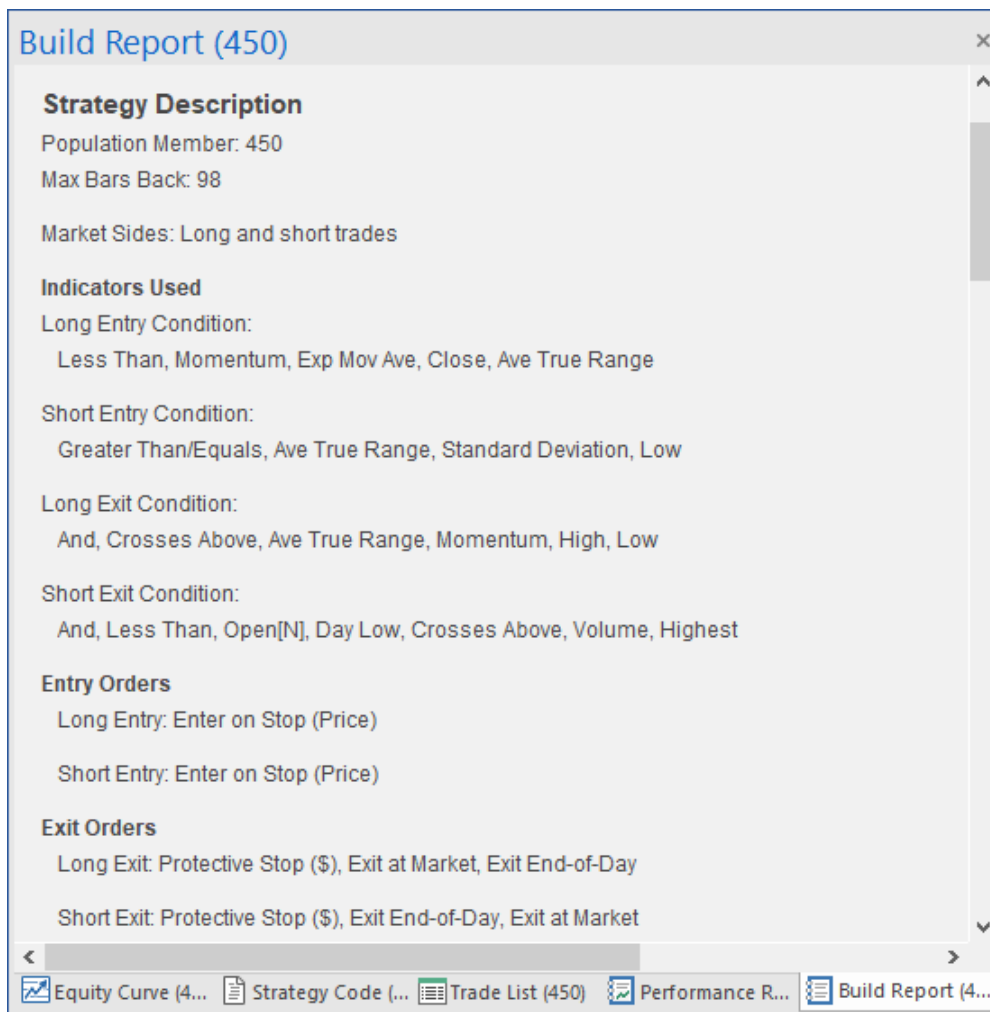 Build Report (450)
Strategy Description
Population Member: 450
Max Bars Back: 98
Market Sides: Long and short trades
Indicators Used
Long Entry Condition:
Less Than, Momentum, Exp Mov Ave, Close, Ave True Range
Short Entry Condition:
Greater Than/Equals, Ave True Range, Standard Deviation, Low
Long Exit Condition:
And, Crosses Above, Ave True Range, Momentum, High, Low
Short Exit Condition:
And, Less Than, Open[N], Day Low, Crosses Above, Volume, Highest
Entry Orders
Long Entry: Enter on Stop (Price)
Short Entry: Enter on Stop (Price)
Exit Orders
Long Exit: Protective Stop ($), Exit at Market, Exit End-of-Day
Short Exit: Protective Stop ($), Exit End-of-Day, Exit at Market
Equity Curve (4... Strategy Code (... Trade List (450) Performance R... Build Report (4...